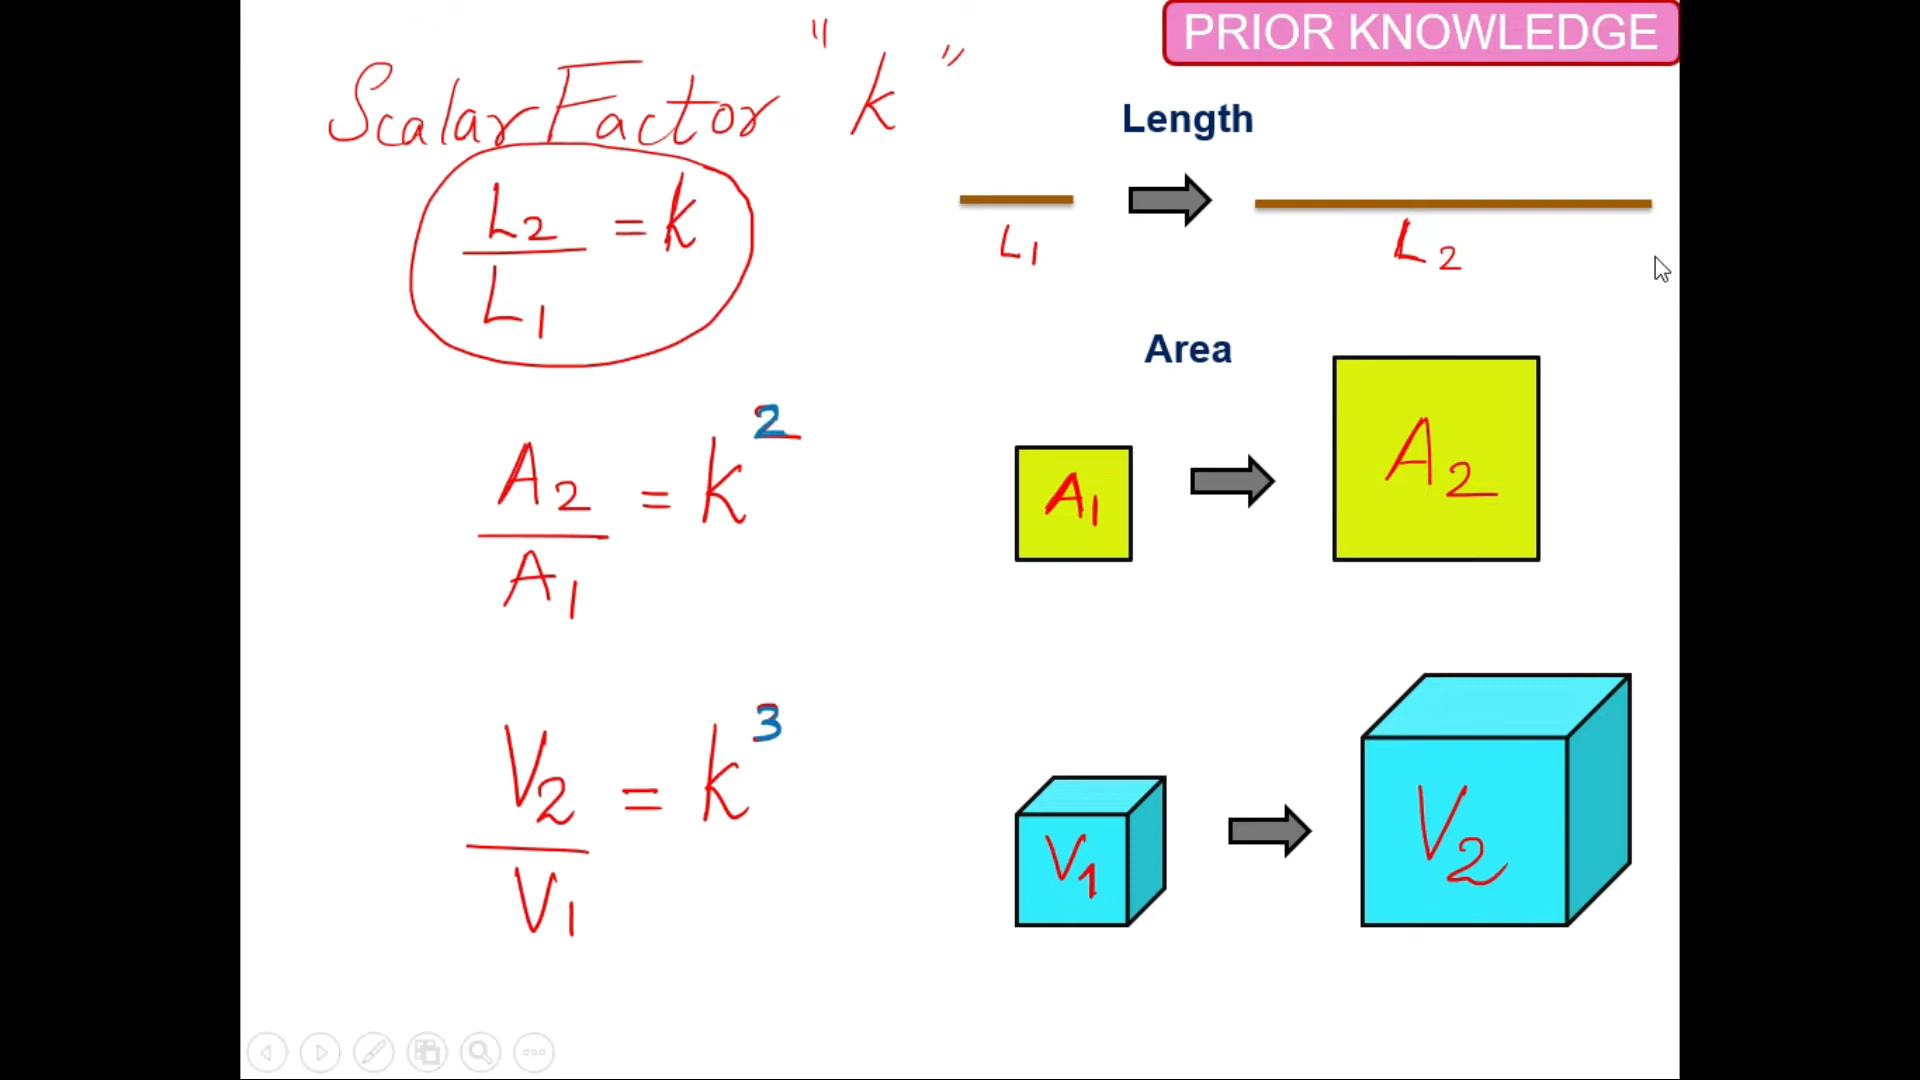 PRIOR KNOWLEDGE
Scalar Factor "k"
L2/L1 = k
Length
L1
L2
Area
A2/A1 = k²
A1
A2
V2/V1 = k³
V1
V2